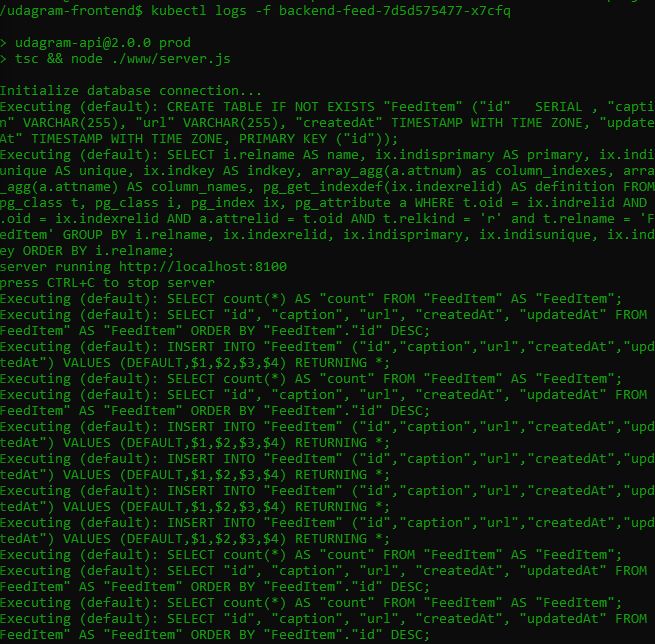 /udagram-frontend$ kubectl logs -f backend-feed-7d5d575477-x7cfq
> udagram-api@2.0.0 prod
> tsc && node ./www/server.js
Initialize database connection...
Executing (default): CREATE TABLE IF NOT EXISTS "FeedItem" ("id"   SERIAL , "capti
n" VARCHAR(255), "url" VARCHAR(255), "createdAt" TIMESTAMP WITH TIME ZONE, "update
At" TIMESTAMP WITH TIME ZONE, PRIMARY KEY ("id"));
Executing (default): SELECT i.relname AS name, ix.indisprimary AS primary, ix.indi
unique AS unique, ix.indkey AS indkey, array_agg(a.attnum) as column_indexes, arra
_agg(a.attname) AS column_names, pg_get_indexdef(ix.indexrelid) AS definition FROM
pg_class t, pg_class i, pg_index ix, pg_attribute a WHERE t.oid = ix.indrelid AND
.oid = ix.indexrelid AND a.attrelid = t.oid AND t.relkind = 'r' and t.relname = 'F
edItem' GROUP BY i.relname, ix.indexrelid, ix.indisprimary, ix.indisunique, ix.ind
ey ORDER BY i.relname;
server running http://localhost:8100
press CTRL+C to stop server
Executing (default): SELECT count(*) AS "count" FROM "FeedItem" AS "FeedItem";
Executing (default): SELECT "id", "caption", "url", "createdAt", "updatedAt" FROM
FeedItem" AS "FeedItem" ORDER BY "FeedItem"."id" DESC;
Executing (default): INSERT INTO "FeedItem" ("id","caption","url","createdAt","upd
tedAt") VALUES (DEFAULT,$1,$2,$3,$4) RETURNING *;
Executing (default): SELECT count(*) AS "count" FROM "FeedItem" AS "FeedItem";
Executing (default): SELECT "id", "caption", "url", "createdAt", "updatedAt" FROM
FeedItem" AS "FeedItem" ORDER BY "FeedItem"."id" DESC;
Executing (default): INSERT INTO "FeedItem" ("id","caption","url","createdAt","upd
tedAt") VALUES (DEFAULT,$1,$2,$3,$4) RETURNING *;
Executing (default): INSERT INTO "FeedItem" ("id","caption","url","createdAt","upd
tedAt") VALUES (DEFAULT,$1,$2,$3,$4) RETURNING *;
Executing (default): INSERT INTO "FeedItem" ("id","caption","url","createdAt","upd
tedAt") VALUES (DEFAULT,$1,$2,$3,$4) RETURNING *;
Executing (default): INSERT INTO "FeedItem" ("id","caption","url","createdAt","upd
tedAt") VALUES (DEFAULT,$1,$2,$3,$4) RETURNING *;
Executing (default): SELECT count(*) AS "count" FROM "FeedItem" AS "FeedItem";
Executing (default): SELECT "id", "caption", "url", "createdAt", "updatedAt" FROM
FeedItem" AS "FeedItem" ORDER BY "FeedItem"."id" DESC;
Executing (default): SELECT count(*) AS "count" FROM "FeedItem" AS "FeedItem";
Executing (default): SELECT "id", "caption", "url", "createdAt", "updatedAt" FROM
FeedItem" AS "FeedItem" ORDER BY "FeedItem"."id" DESC;